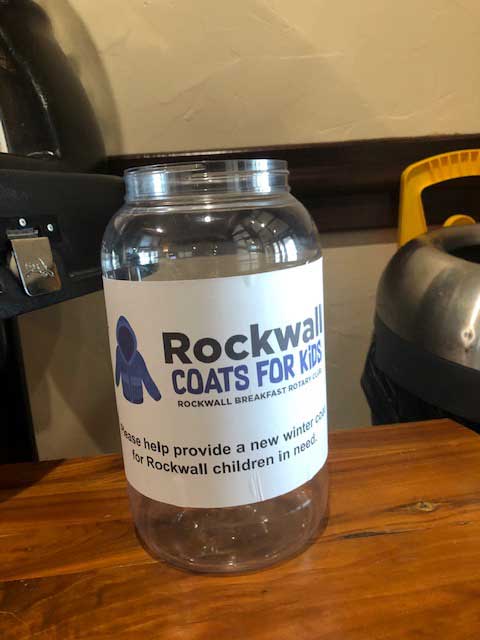 Rockwall
COATS FOR KIDS
ROCKWALL BREAKFAST ROTARY CLUB
Please help provide a new winter coat
for Rockwall children in need.